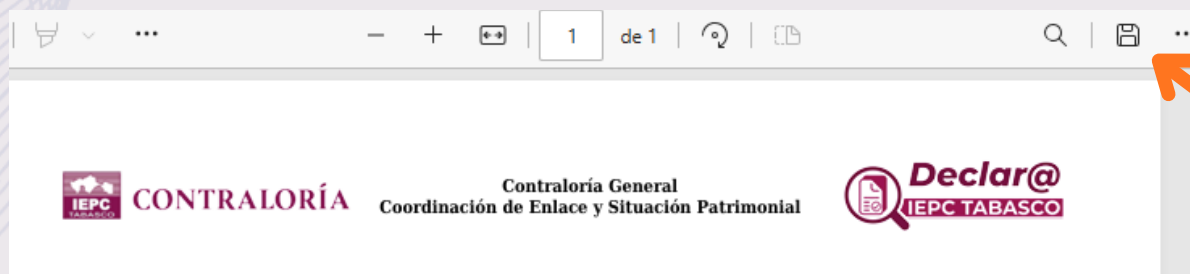 1 de 1
IEPC
TABASCO
CONTRALORÍA
Contraloría General
Coordinación de Enlace y Situación Patrimonial
Declar@
IEPC TABASCO